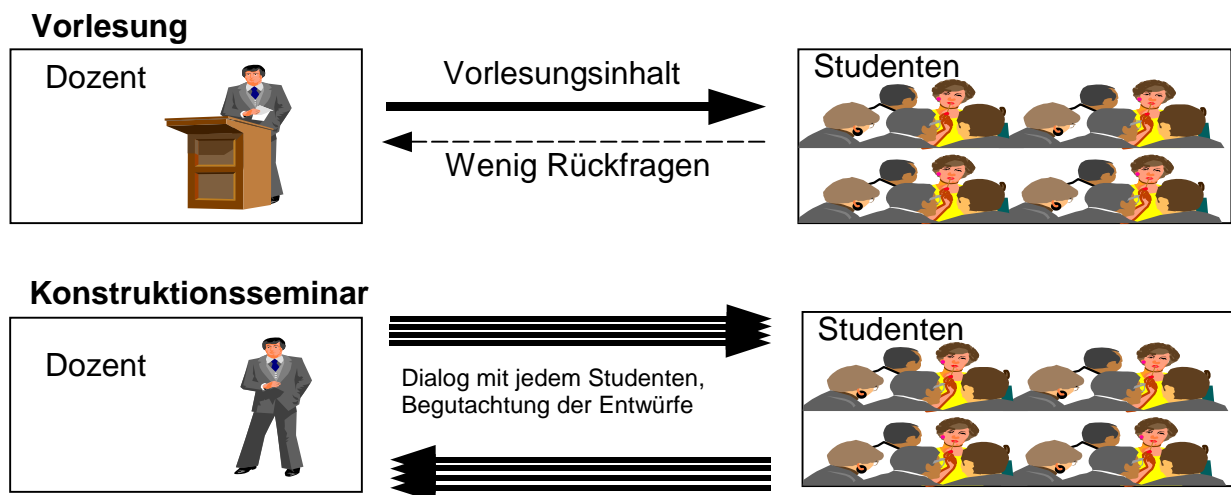 Vorlesung
Dozent
Vorlesungsinhalt
Wenig Rückfragen
Studenten
Konstruktionsseminar
Dozent
Dialog mit jedem Studenten,
Begutachtung der Entwürfe
Studenten